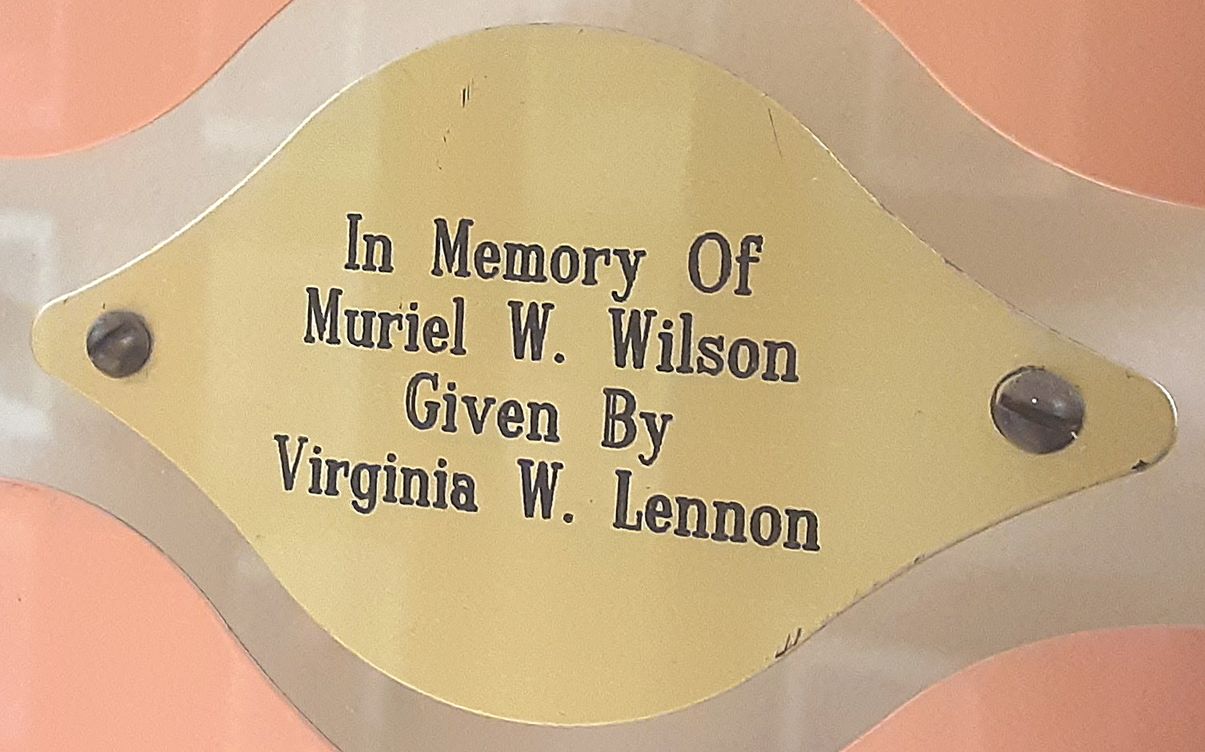 In Memory Of
Muriel W. Wilson
Given By
Virginia W. Lennon